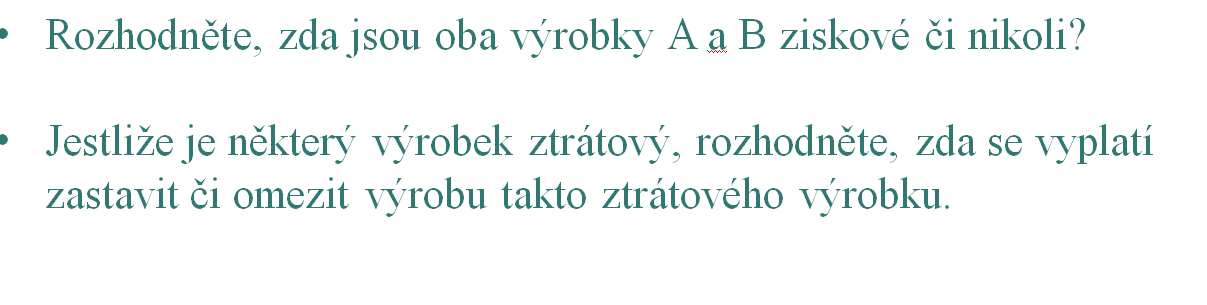 • Rozhodněte, zda jsou oba výrobky A a B ziskové či nikoli?
• Jestliže je některý výrobek ztrátový, rozhodněte, zda se vyplatí
zastavit či omezit výrobu takto ztrátového výrobku.